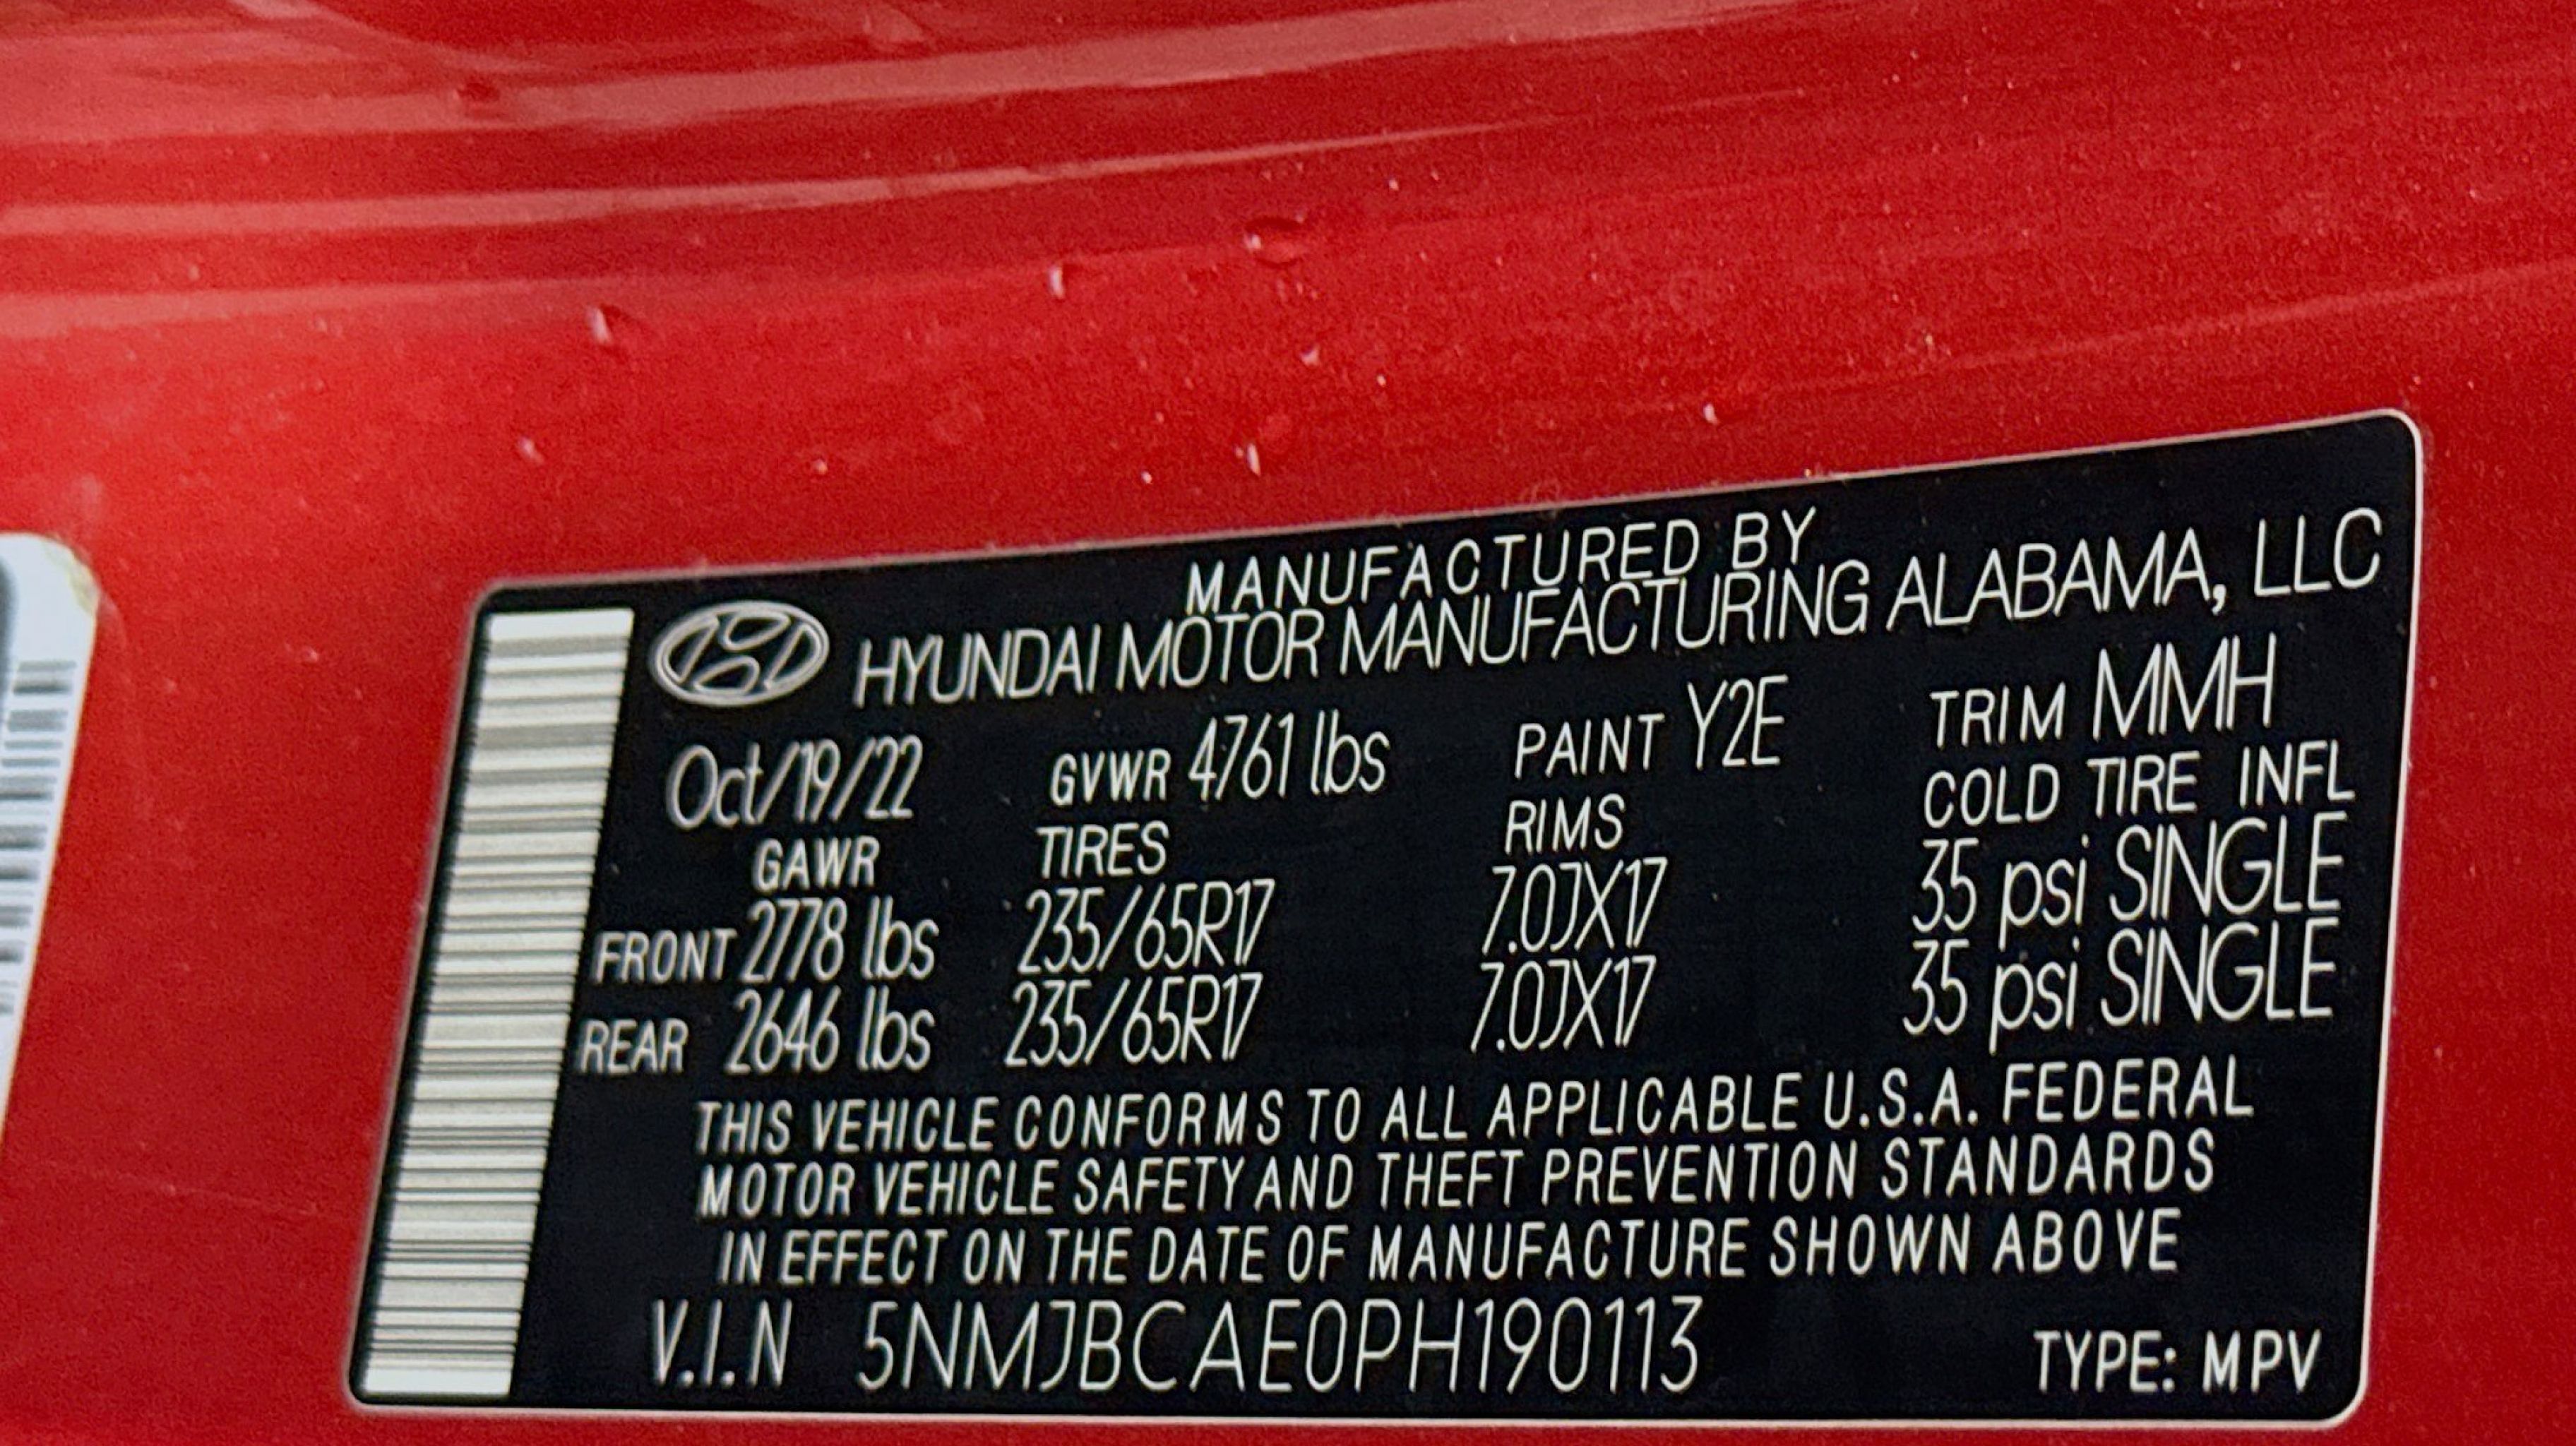 MANUFACTURED BY
HYUNDAI MOTOR MANUFACTURING ALABAMA, LLC
Oct/19/22 GVWR 4761 lbs PAINT Y2E TRIM MMH
GAWR TIRES RIMS COLD TIRE INFL
FRONT 2778 lbs 235/65R17 7.0JX17 35 psi SINGLE
REAR 2646 lbs 235/65R17 7.0JX17 35 psi SINGLE
THIS VEHICLE CONFORMS TO ALL APPLICABLE U.S.A. FEDERAL
MOTOR VEHICLE SAFETY AND THEFT PREVENTION STANDARDS
IN EFFECT ON THE DATE OF MANUFACTURE SHOWN ABOVE
V.I.N 5NMJBCAE0PH190113 TYPE: MPV